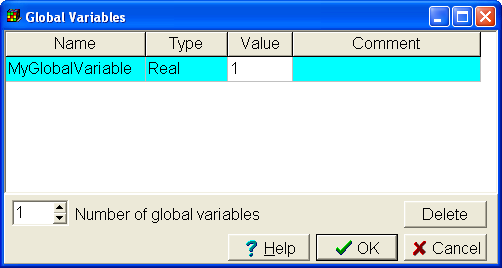 Global Variables
Name Type Value Comment
MyGlobalVariable Real 1
1 Number of global variables Delete
? Help OK Cancel